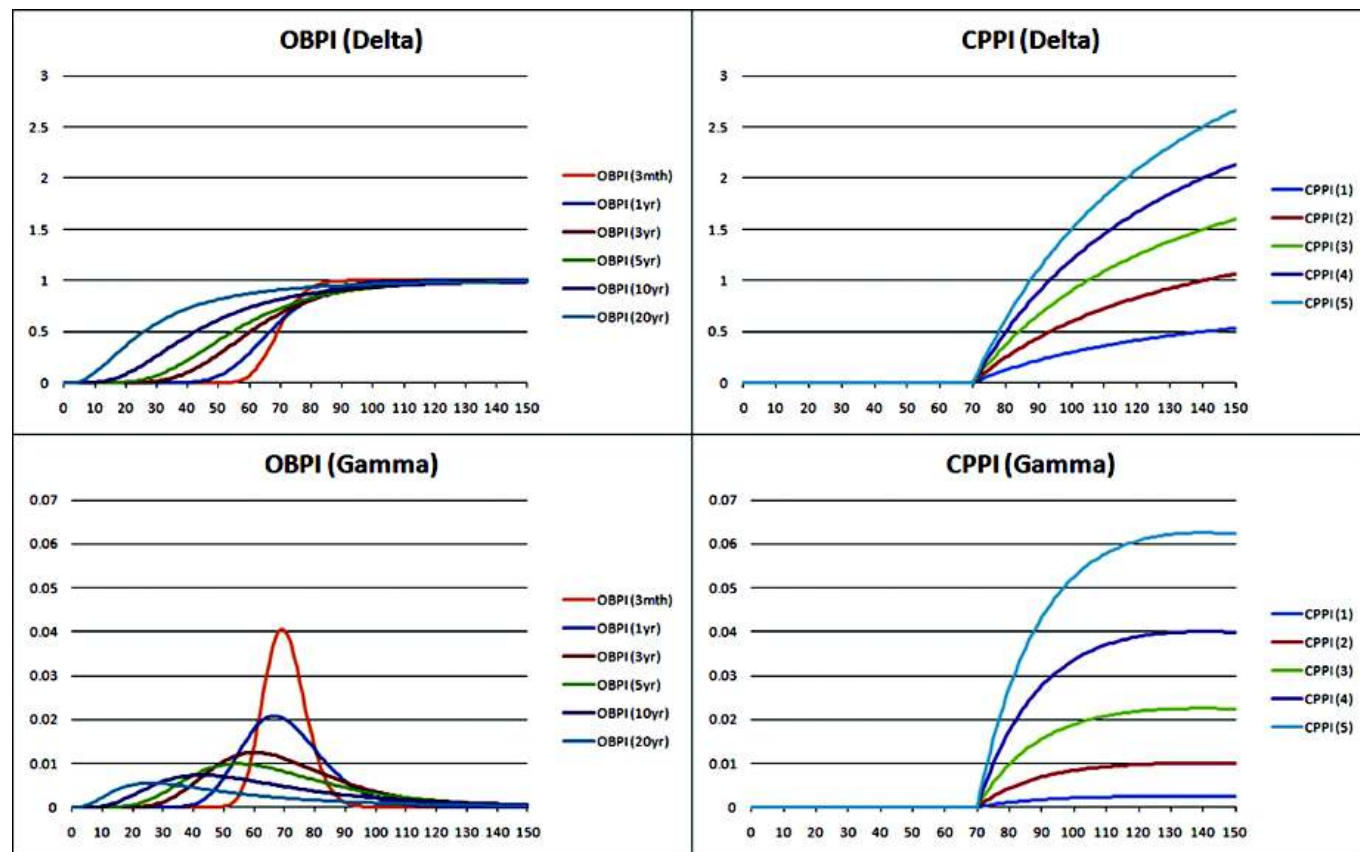 OBPI (Delta)
3
2.5
2
1.5
1
0.5
0
0 10 20 30 40 50 60 70 80 90 100 110 120 130 140 150
OBPI (3mth)
OBPI (1yr)
OBPI (3yr)
OBPI (5yr)
OBPI (10yr)
OBPI (20yr)
CPPI (Delta)
3
2.5
2
1.5
1
0.5
0
0 10 20 30 40 50 60 70 80 90 100 110 120 130 140 150
CPPI (1)
CPPI (2)
CPPI (3)
CPPI (4)
CPPI (5)
OBPI (Gamma)
0.07
0.06
0.05
0.04
0.03
0.02
0.01
0
0 10 20 30 40 50 60 70 80 90 100 110 120 130 140 150
OBPI (3mth)
OBPI (1yr)
OBPI (3yr)
OBPI (5yr)
OBPI (10yr)
OBPI (20yr)
CPPI (Gamma)
0.07
0.06
0.05
0.04
0.03
0.02
0.01
0
0 10 20 30 40 50 60 70 80 90 100 110 120 130 140 150
CPPI (1)
CPPI (2)
CPPI (3)
CPPI (4)
CPPI (5)